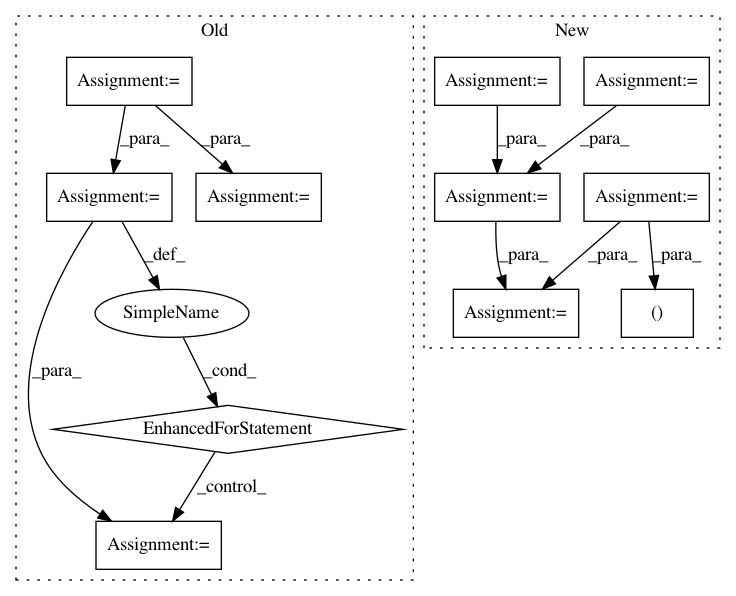 Old
New
Assignment:=
Assignment:=
Assignment:=
_para_
_para_
_para_
_para_
Assignment:=
Assignment:=
Assignment:=
Assignment:=
_def_
_para_
_para_
_para_
SimpleName
Assignment:=
()
_para_
_cond_
EnhancedForStatement
_control_
Assignment:=